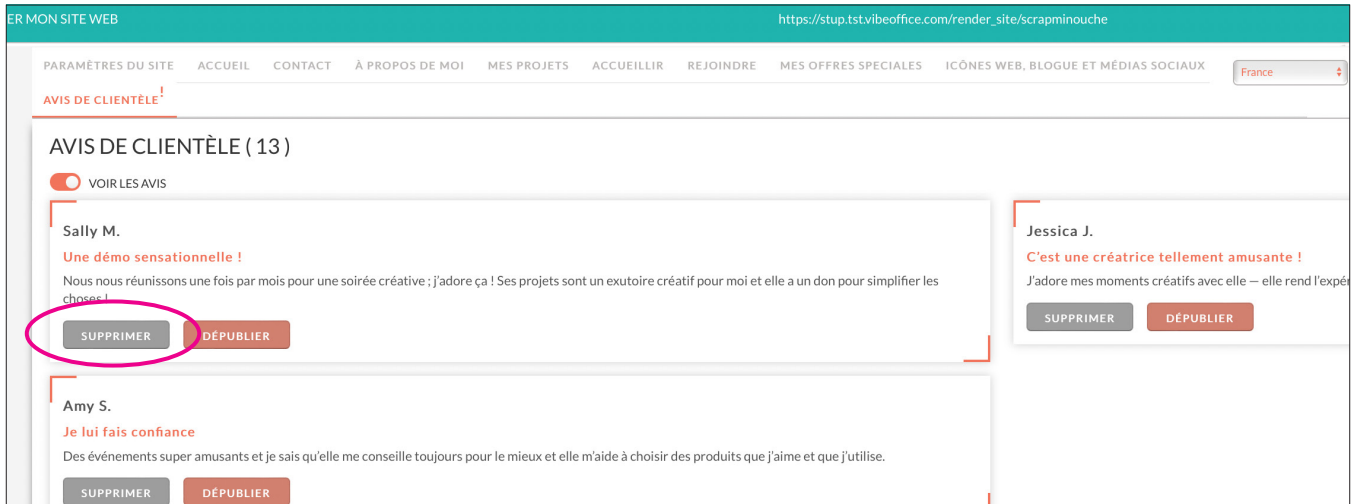 ER MON SITE WEB
https://stup.tst.vibeoffice.com/render_site/scrapminouche
PARAMÈTRES DU SITE ACCUEIL CONTACT À PROPOS DE MOI MES PROJETS ACCUEILLIR REJOINDRE MES OFFRES SPECIALES ICÔNES WEB, BLOGUE ET MÉDIAS SOCIAUX
France
AVIS DE CLIENTÈLE !
AVIS DE CLIENTÈLE ( 13 )
VOIR LES AVIS
Sally M.
Une démo sensationnelle !
Nous nous réunissons une fois par mois pour une soirée créative ; j'adore ça ! Ses projets sont un exutoire créatif pour moi et elle a un don pour simplifier les
choses !
SUPPRIMER DÉPUBLIER
Jessica J.
C'est une créatrice tellement amusante !
J'adore mes moments créatifs avec elle — elle rend l'expér
SUPPRIMER DÉPUBLIER
Amy S.
Je lui fais confiance
Des événements super amusants et je sais qu'elle me conseille toujours pour le mieux et elle m'aide à choisir des produits que j'aime et que j'utilise.
SUPPRIMER DÉPUBLIER